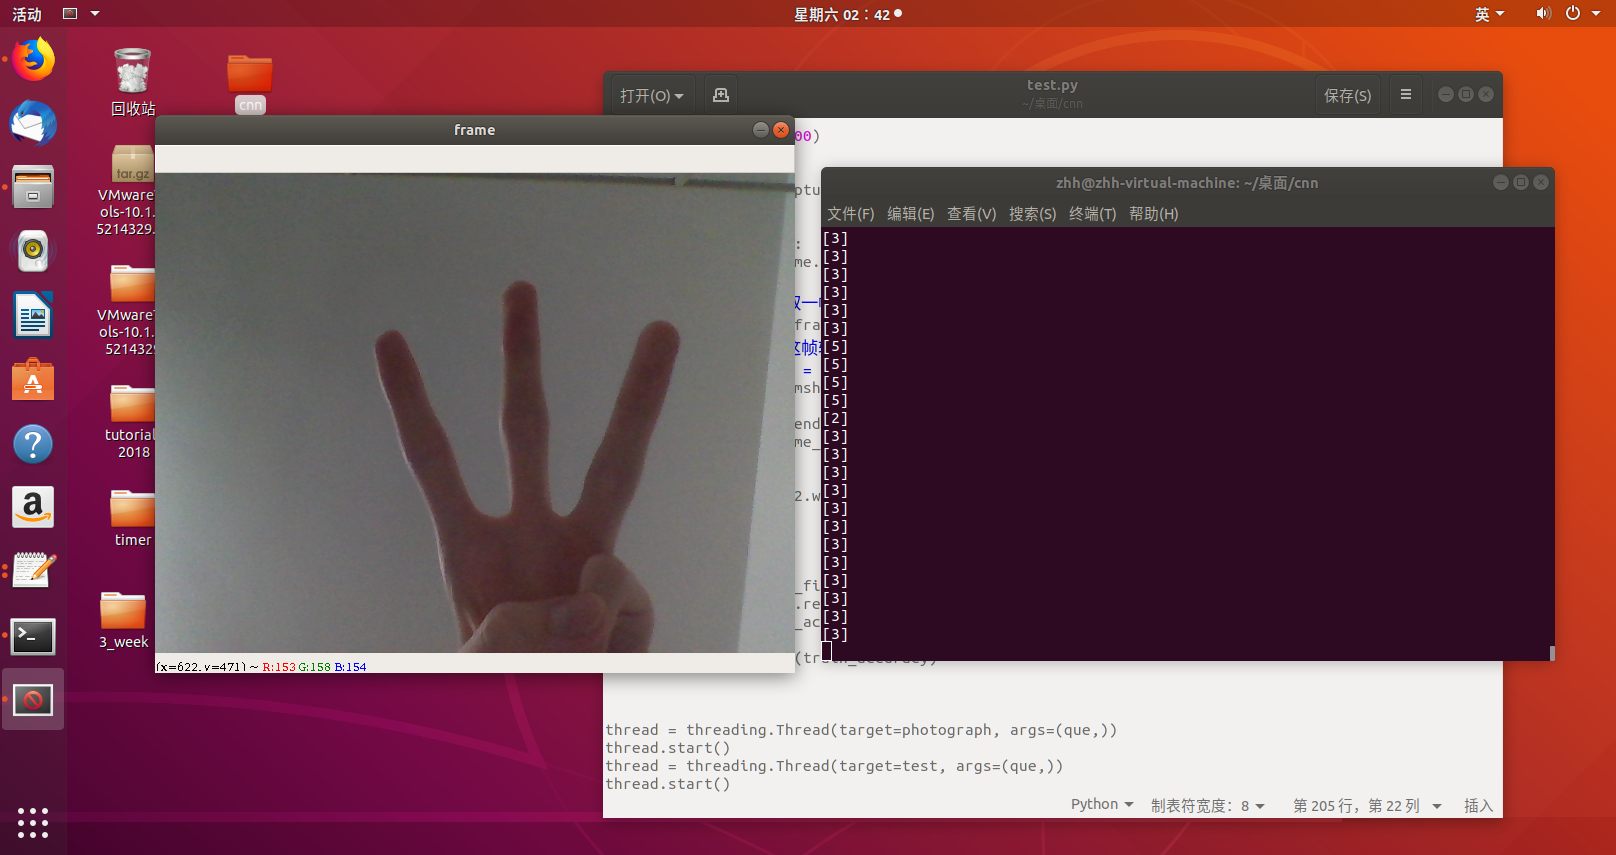 活动
星期六 02：42
英
回收站
cnn
tar.gz
VMware
ols-10.1.
5214329.
VMware
ols-10.1.
5214329
tutorial
2018
timer
3_week
frame
(x=622, y=471) ~ R:153 G:158 B:154
打开(O)
test.py
~/桌面/cnn
保存(S)
00)
ptu
:
me.
fra
=
msh
end
me_
2.w
_fi
.re
_ac
thread = threading.Thread(target=photograph, args=(que,))
thread.start()
thread = threading.Thread(target=test, args=(que,))
thread.start()
Python
制表符宽度：8
第 205 行，第 22 列
插入
zhh@zhh-virtual-machine: ~/桌面/cnn
文件(F) 编辑(E) 查看(V) 搜索(S) 终端(T) 帮助(H)
[3]
[3]
[3]
[3]
[3]
[3]
[5]
[5]
[5]
[5]
[2]
[3]
[3]
[3]
[3]
[3]
[3]
[3]
[3]
[3]
[3]
[3]
[3]